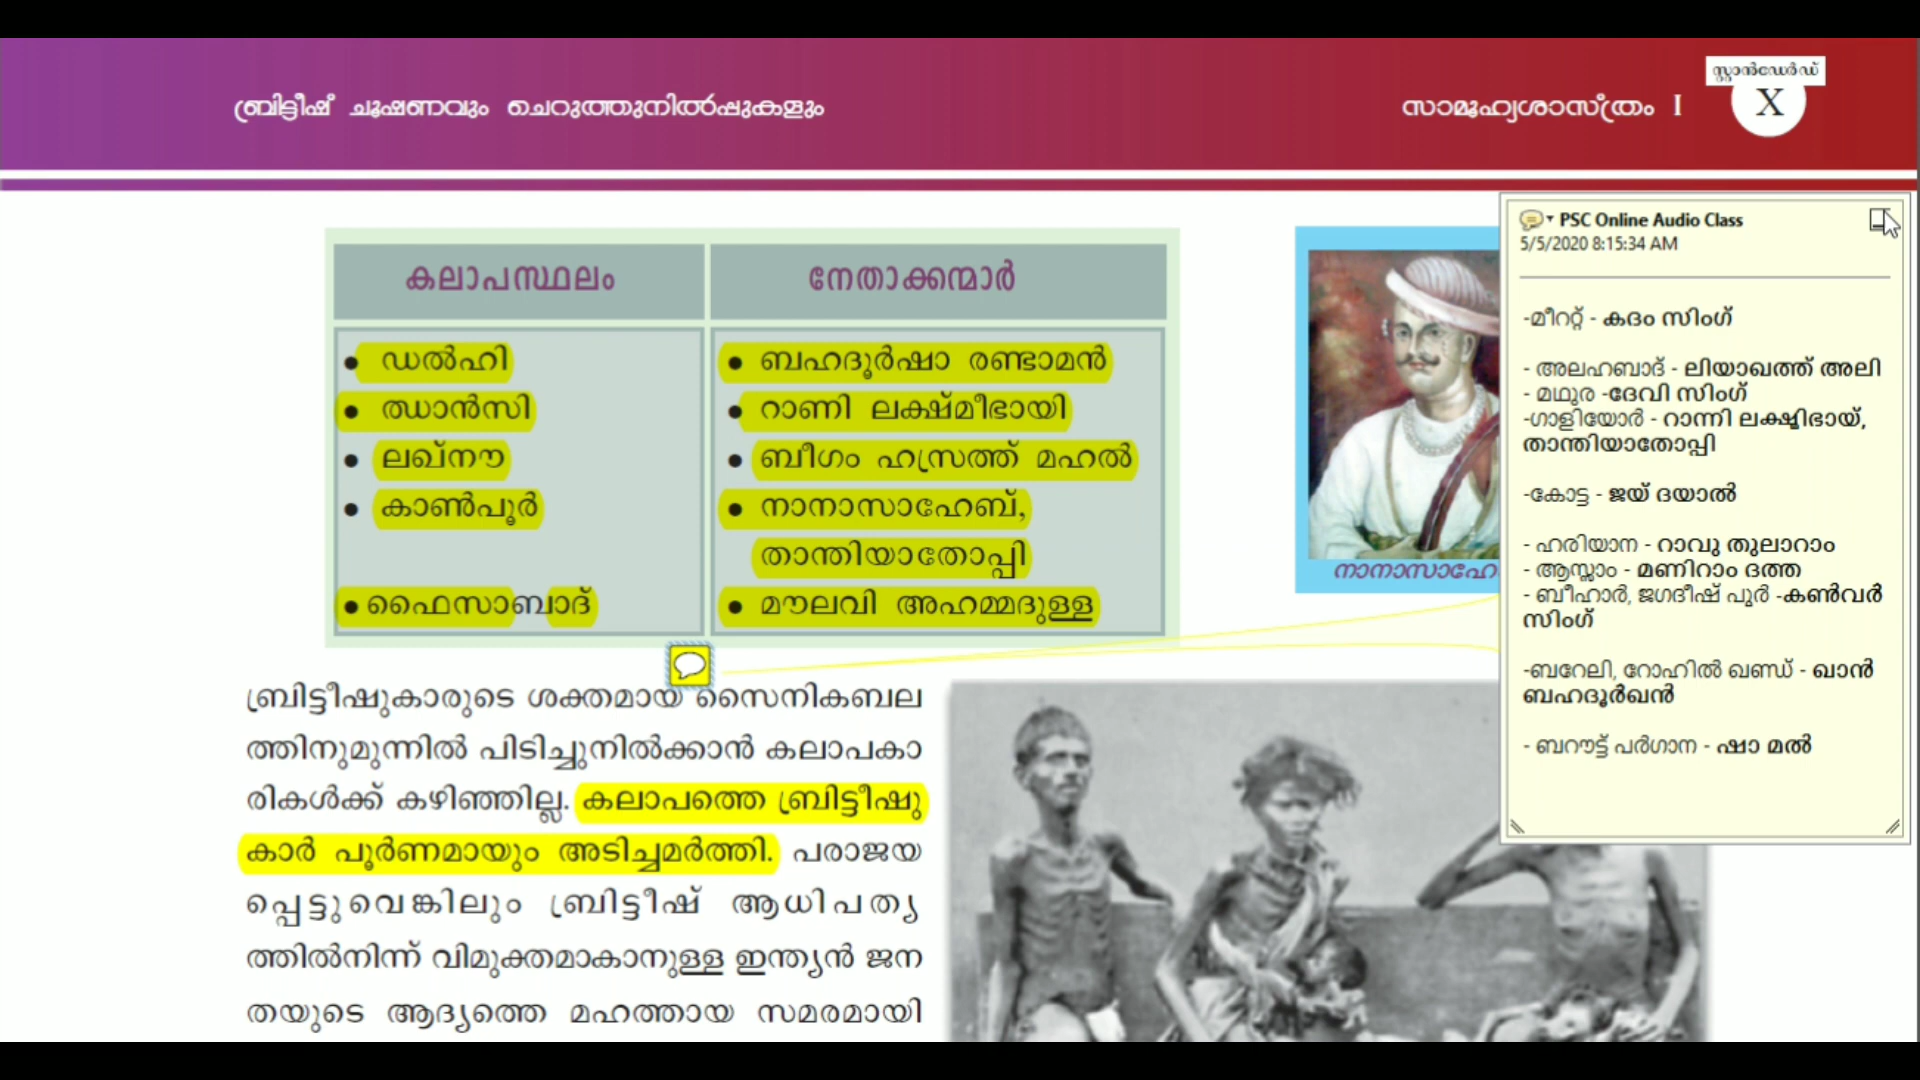 ബ്രിട്ടീഷ് ചൂഷണവും ചെറുത്തുനിൽപ്പുകളും
സാമൂഹ്യശാസ്ത്രം I
സ്റ്റാൻഡേർഡ്
X
കലാപസ്ഥലം
നേതാക്കന്മാർ
• ഡൽഹി
• ബഹദൂർഷാ രണ്ടാമൻ
• ഝാൻസി
• റാണി ലക്ഷ്മീഭായി
• ലഖ്നൗ
• ബീഗം ഹസ്രത്ത് മഹൽ
• കാൺപൂർ
• നാനാസാഹേബ്,
താന്തിയാതോപ്പി
• ഫൈസാബാദ്
• മൗലവി അഹമ്മദുള്ള
നാനാസാഹേ
ബ്രിട്ടീഷുകാരുടെ ശക്തമായ സൈനികബല
ത്തിനുമുന്നിൽ പിടിച്ചുനിൽക്കാൻ കലാപകാ
രികൾക്ക് കഴിഞ്ഞില്ല. കലാപത്തെ ബ്രിട്ടീഷു
കാർ പൂർണമായും അടിച്ചമർത്തി. പരാജയ
പ്പെട്ടുവെങ്കിലും ബ്രിട്ടീഷ് ആധിപത്യ
ത്തിൽനിന്ന് വിമുക്തമാകാനുള്ള ഇന്ത്യൻ ജന
തയുടെ ആദ്യത്തെ മഹത്തായ സമരമായി
PSC Online Audio Class
5/5/2020 8:15:34 AM
-മീററ്റ് - കദം സിംഗ്
- അലഹബാദ് - ലിയാഖത്ത് അലി
- മഥുര -ദേവി സിംഗ്
-ഗാളിയോർ - റാന്നി ലക്ഷ്മിഭായ്,
താന്തിയാതോപ്പി
-കോട്ട - ജയ് ദയാൽ
- ഹരിയാന - റാവു തുലാറാം
- ആസ്സാം - മണിറാം ദത്ത
- ബീഹാർ, ജഗദീഷ് പൂർ -കൺവർ
സിംഗ്
-ബറേലി, റോഹിൽ ഖണ്ഡ് - ഖാൻ
ബഹദൂർഖൻ
- ബറൗട്ട് പർഗാന - ഷാ മൽ